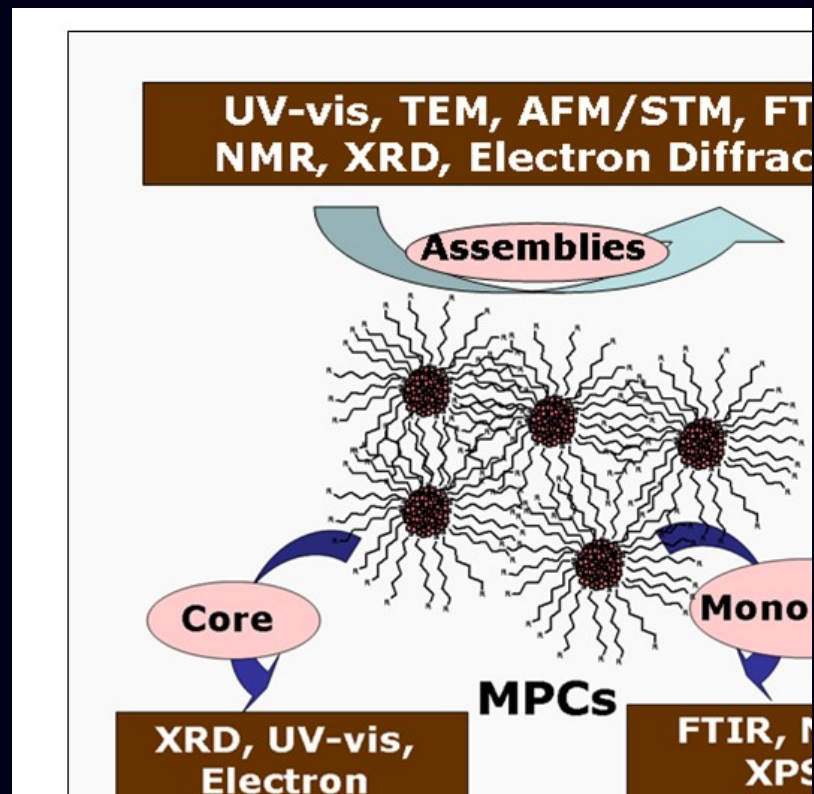 UV-vis, TEM, AFM/STM, FT
NMR, XRD, Electron Diffrac
Assemblies
Core
Mono
MPCs
XRD, UV-vis,
Electron
FTIR,
XPS